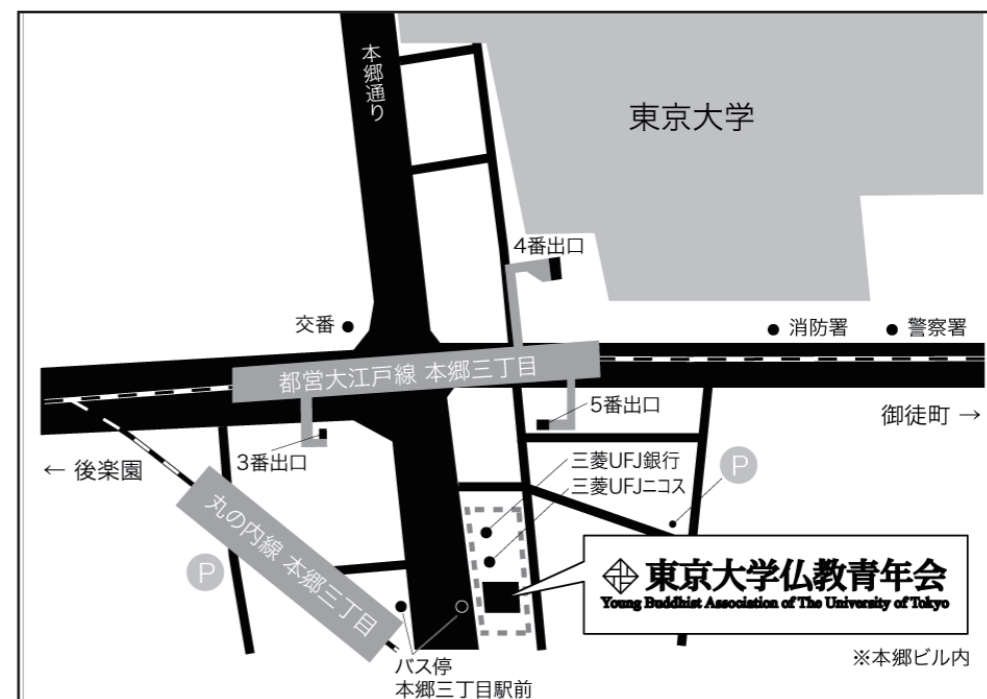 本郷通り
東京大学
4番出口
交番
消防署
警察署
都営大江戸線 本郷三丁目
5番出口
御徒町 →
3番出口
← 後楽園
三菱UFJ銀行
三菱UFJニコス
P
丸の内線 本郷三丁目
P
東京大学仏教青年会
Young Buddhist Association of The University of Tokyo
※本郷ビル内
バス停
本郷三丁目駅前